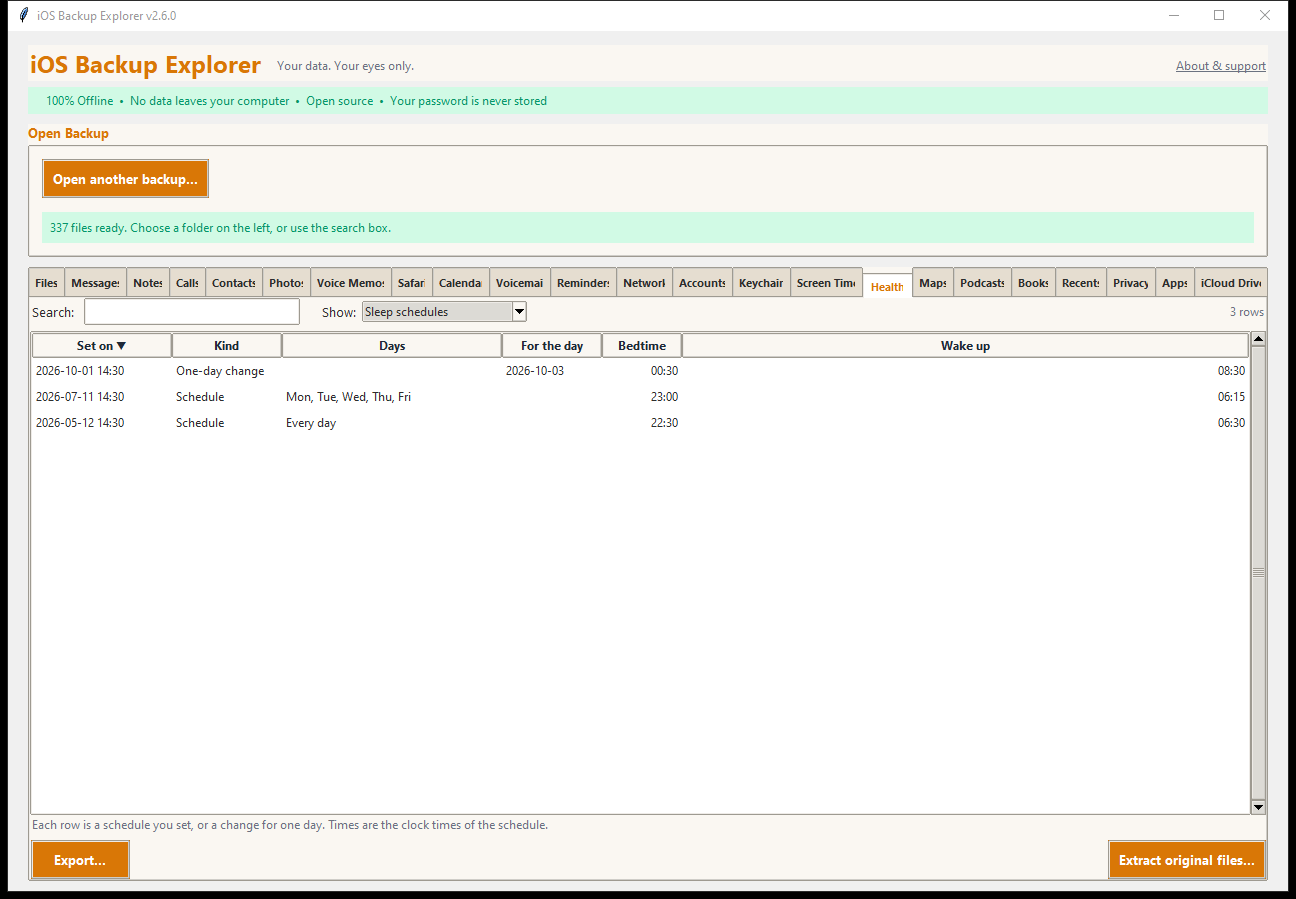 iOS Backup Explorer v2.6.0
iOS Backup Explorer Your data. Your eyes only. About & support
100% Offline • No data leaves your computer • Open source • Your password is never stored
Open Backup
Open another backup...
337 files ready. Choose a folder on the left, or use the search box.
Files Messages Notes Calls Contacts Photos Voice Memos Safari Calenda Voicemai Reminders Network Accounts Keychain Screen Time Health Maps Podcasts Books Recents Privacy Apps iCloud Drive
Search: Show: Sleep schedules 3 rows
Set on ▼ Kind Days For the day Bedtime Wake up
2026-10-01 14:30 One-day change 2026-10-03 00:30 08:30
2026-07-11 14:30 Schedule Mon, Tue, Wed, Thu, Fri 23:00 06:15
2026-05-12 14:30 Schedule Every day 22:30 06:30
Each row is a schedule you set, or a change for one day. Times are the clock times of the schedule.
Export... Extract original files...